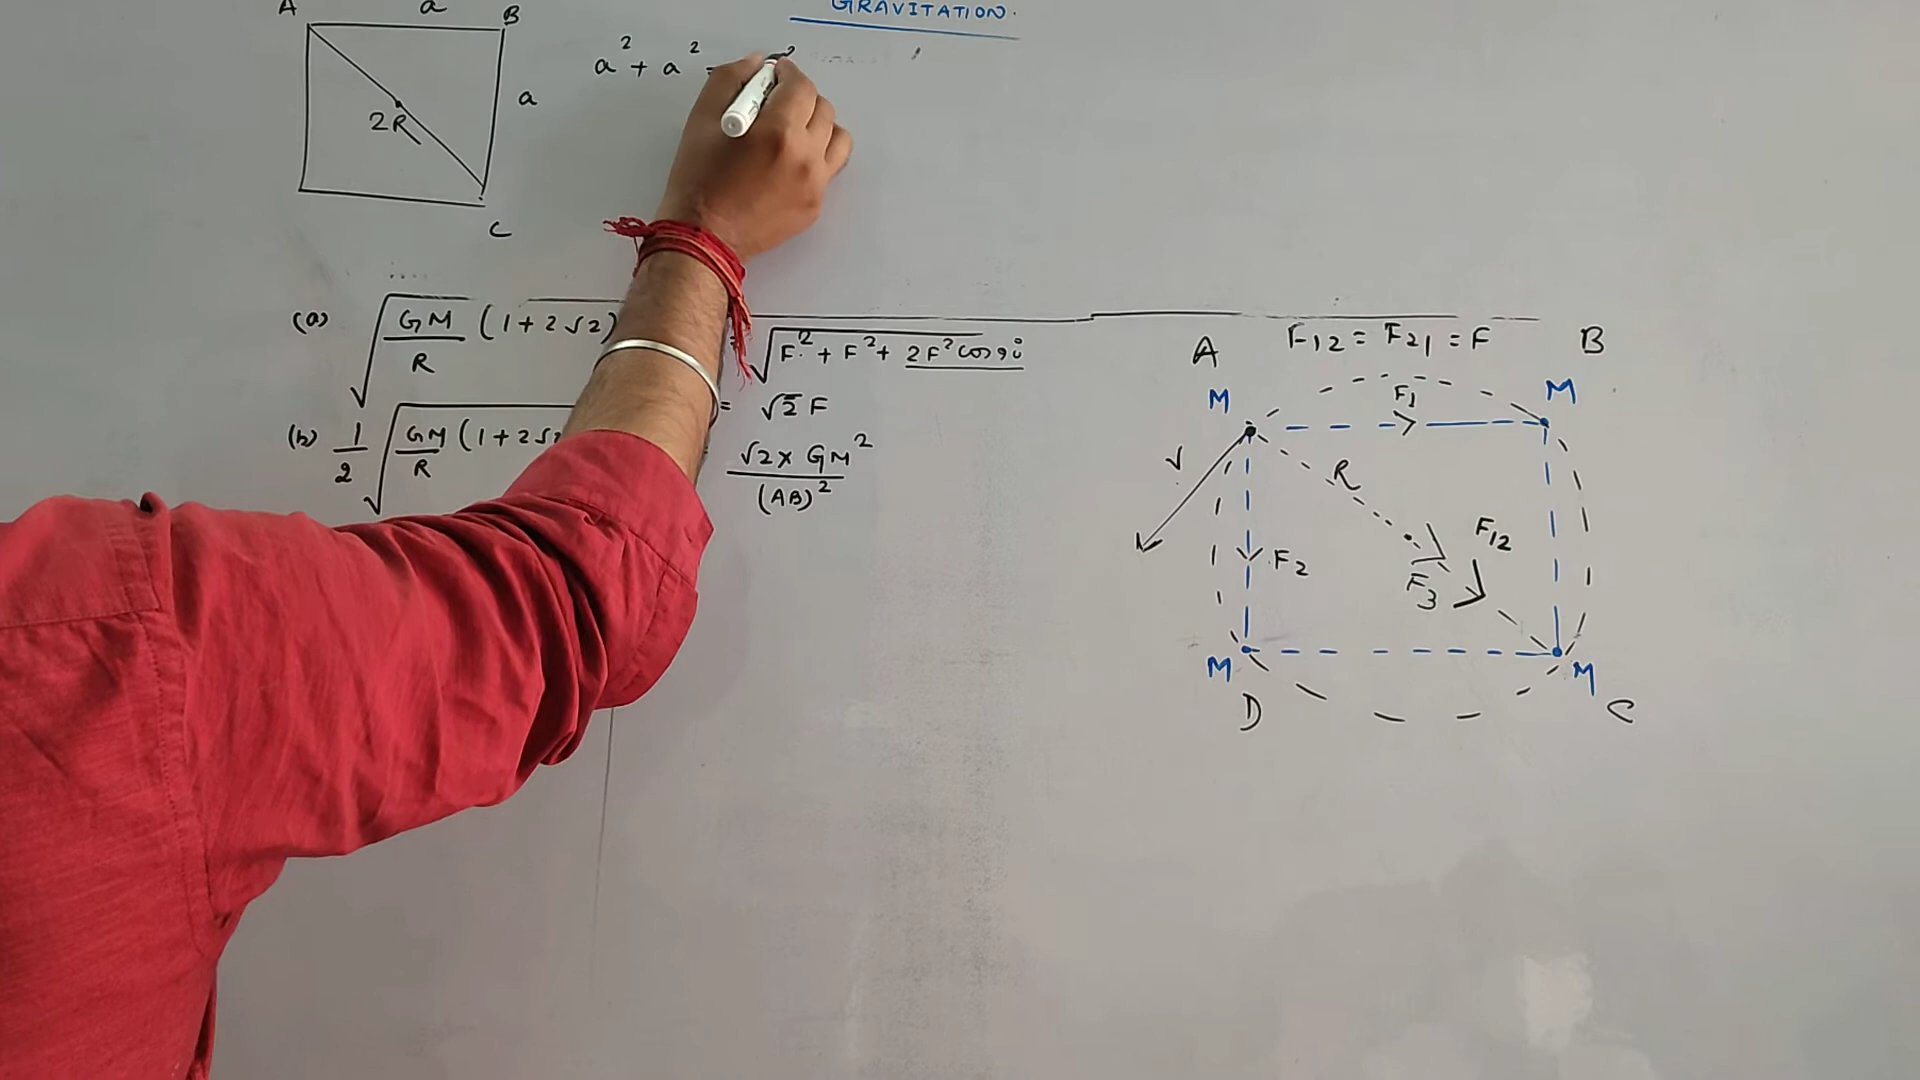 GRAVITATION.
A a B
a² + a² =
a
2R
C
(a) √ GM/R (1+2√2)
= √ F² + F² + 2F² cos 90°
= √2 F
(b) 1/2 √ GM/R (1+2√2
= √2 × GM² / (AB)²
F12 = F21 = F
A B
M M
F1
V
R
F12
F2
F3
M M
D C